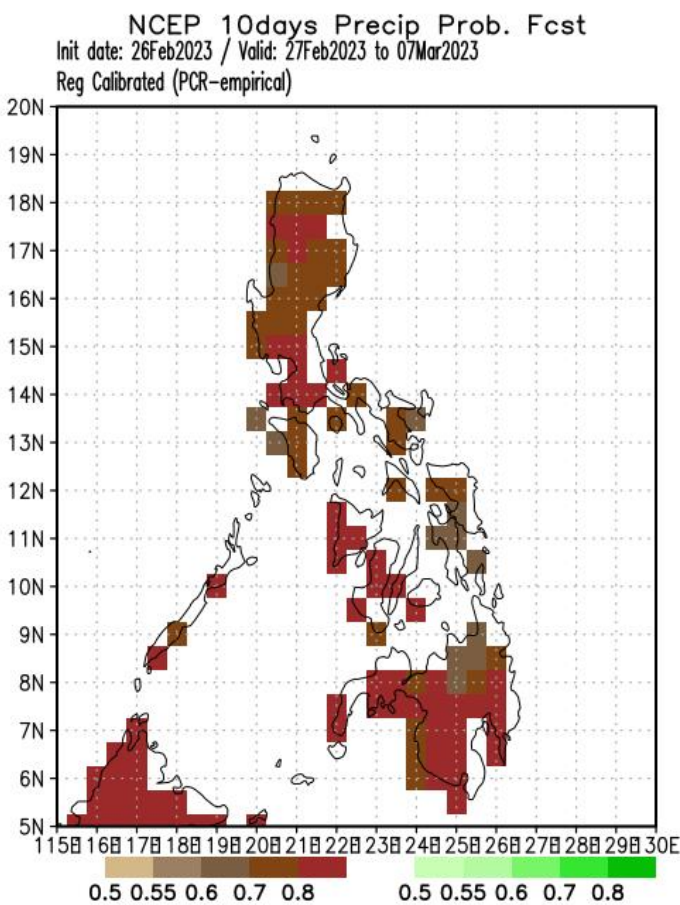 NCEP 10days Precip Prob. Fcst
Init date: 26Feb2023 / Valid: 27Feb2023 to 07Mar2023
Reg Calibrated (PCR-empirical)
20N
19N
18N
17N
16N
15N
14N
13N
12N
11N
10N
9N
8N
7N
6N
5N
115E 116E 117E 118E 119E 120E 121E 122E 123E 124E 125E 126E 127E 128E 129E 130E
0.5 0.55 0.6 0.7 0.8 0.5 0.55 0.6 0.7 0.8